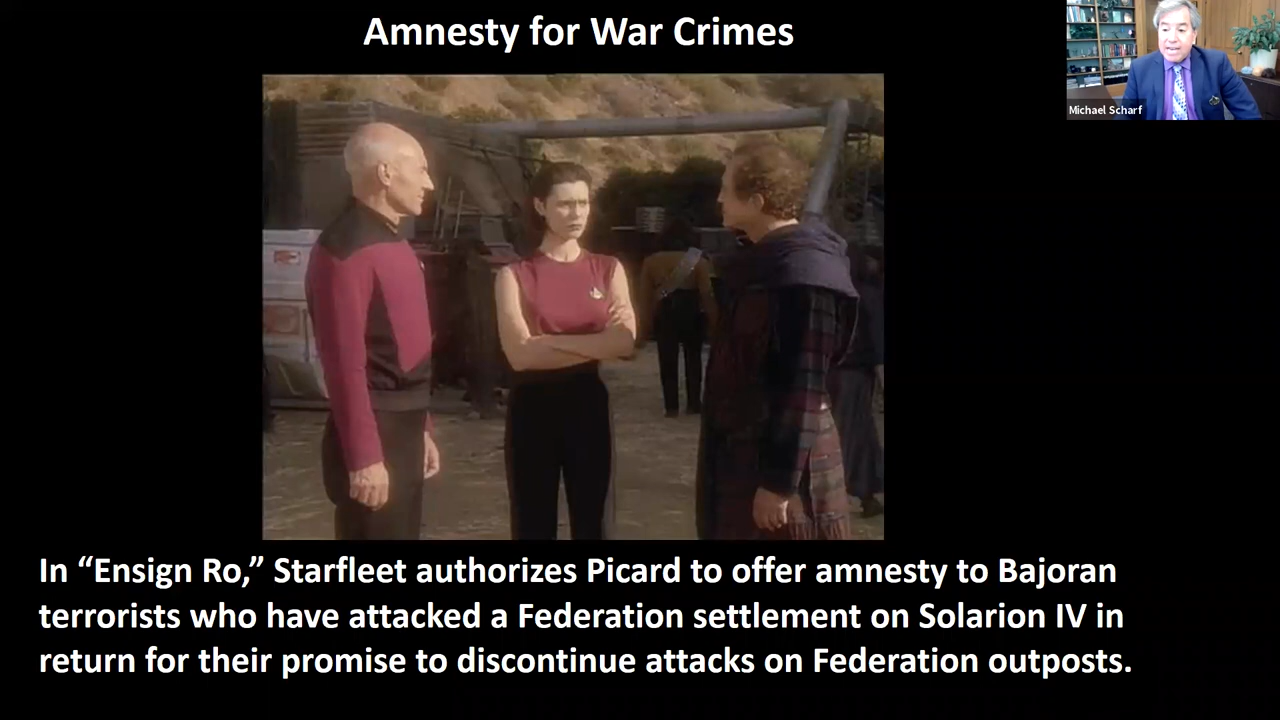 Amnesty for War Crimes
Michael Scharf
In “Ensign Ro,” Starfleet authorizes Picard to offer amnesty to Bajoran
terrorists who have attacked a Federation settlement on Solarion IV in
return for their promise to discontinue attacks on Federation outposts.